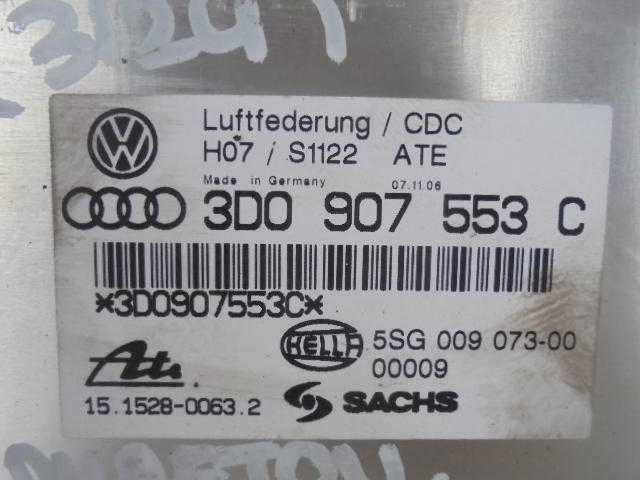 Luftfederung / CDC
H07 / S1122 ATE
Made in Germany 07.11.06
3D0 907 553 C
*3D0907553C*
HELLA 5SG 009 073-00
00009
Ate
15.1528-0063.2 SACHS